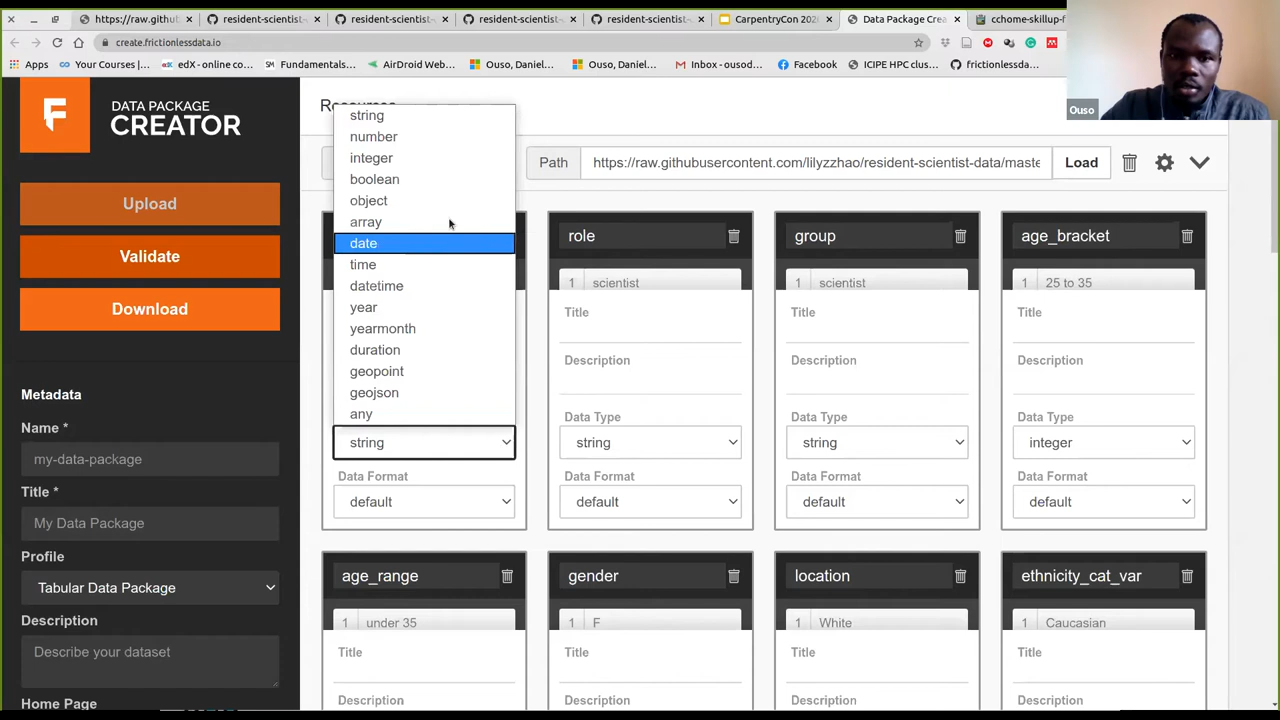 https://raw.githubu
resident-scientist-
resident-scientist-
resident-scientist-
resident-scientist-
CarpentryCon 202
Data Package Crea
cchome-skillup-f
create.frictionlessdata.io
Apps
Your Courses |...
edX - online co...
Fundamentals...
AirDroid Web...
Ouso, Daniel...
Ouso, Daniel...
Inbox - ousod...
Facebook
ICIPE HPC clus...
frictionlessda...
Ouso
DATA PACKAGE
CREATOR
Upload
Validate
Download
Metadata
Name *
my-data-package
Title *
My Data Package
Profile
Tabular Data Package
Description
Describe your dataset
Home Page
Path
https://raw.githubusercontent.com/lilyzzhao/resident-scientist-data/maste
Load
string
number
integer
boolean
object
array
date
time
datetime
year
yearmonth
duration
geopoint
geojson
any
string
Data Format
default
role
1 scientist
Title
Description
Data Type
string
Data Format
default
group
1 scientist
Title
Description
Data Type
string
Data Format
default
age_bracket
1 25 to 35
Title
Description
Data Type
integer
Data Format
default
age_range
1 under 35
Title
Description
gender
1 F
Title
Description
location
1 White
Title
Description
ethnicity_cat_var
1 Caucasian
Title
Description